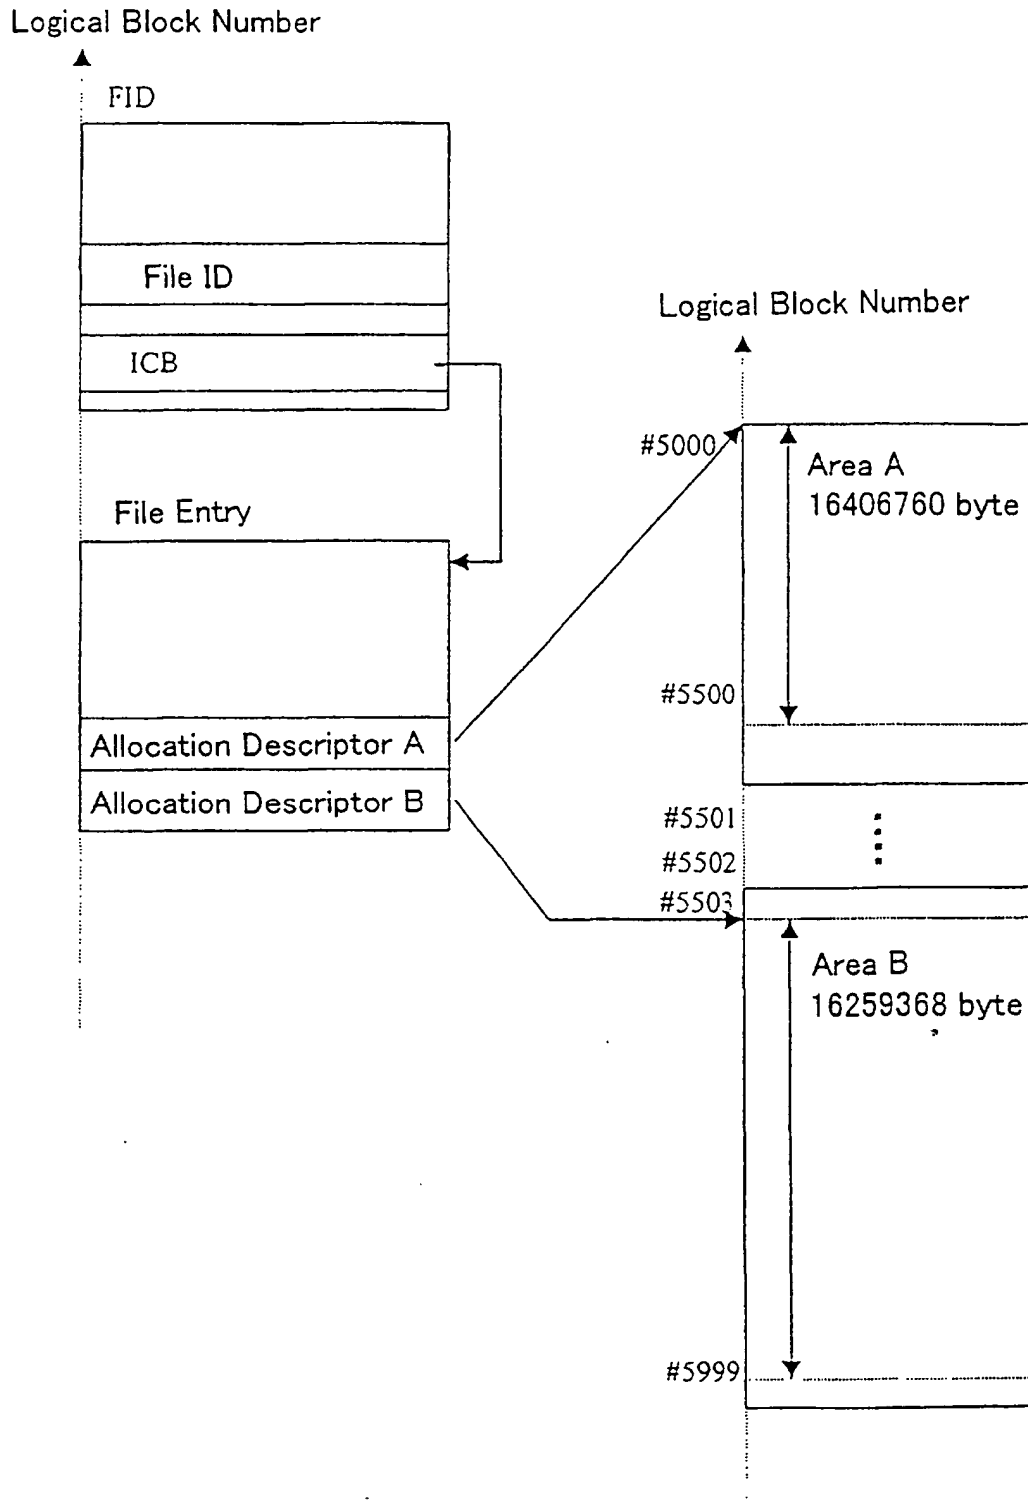 Logical Block Number
FID
File ID
ICB
File Entry
Allocation Descriptor A
Allocation Descriptor B
Logical Block Number
#5000
Area A
16406760 byte
#5500
#5501
#5502
#5503
Area B
16259368 byte
#5999